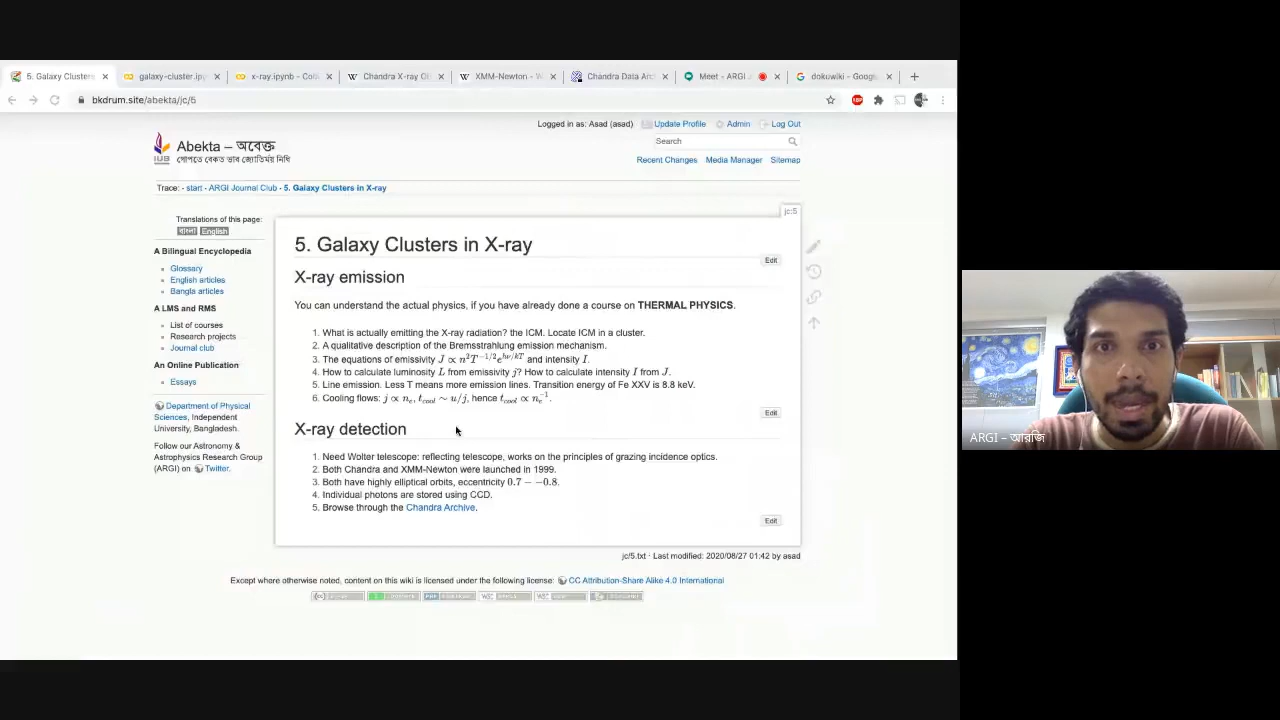 5. Galaxy Clusters
galaxy-cluster.ipy
x-ray.ipynb - Cola
Chandra X-ray Ob
XMM-Newton - W
Chandra Data Arc
Meet - ARGI
dokuwiki - Google
bkdrum.site/abekta/jc/5
Logged in as: Asad (asad) Update Profile Admin Log Out
Abekta – অবেক্ত
গোপতে বেকত ভাব জ্যোতির্ময় নিধি
IUB
Search
Recent Changes Media Manager Sitemap
Trace: · start · ARGI Journal Club · 5. Galaxy Clusters in X-ray
Translations of this page:
বাংলা English
A Bilingual Encyclopedia
Glossary
English articles
Bangla articles
A LMS and RMS
List of courses
Research projects
Journal club
An Online Publication
Essays
Department of Physical
Sciences, Independent
University, Bangladesh.
Follow our Astronomy &
Astrophysics Research Group
(ARGI) on Twitter.
jc:5
5. Galaxy Clusters in X-ray
Edit
X-ray emission
You can understand the actual physics, if you have already done a course on THERMAL PHYSICS.
1. What is actually emitting the X-ray radiation? the ICM. Locate ICM in a cluster.
2. A qualitative description of the Bremsstrahlung emission mechanism.
3. The equations of emissivity J ∝ n²T^{-1/2}e^{hν/kT} and intensity I.
4. How to calculate luminosity L from emissivity j? How to calculate intensity I from J.
5. Line emission. Less T means more emission lines. Transition energy of Fe XXV is 8.8 keV.
6. Cooling flows: j ∝ n_e, t_cool ∼ u/j, hence t_cool ∝ n_e^{-1}.
Edit
X-ray detection
1. Need Wolter telescope: reflecting telescope, works on the principles of grazing incidence optics.
2. Both Chandra and XMM-Newton were launched in 1999.
3. Both have highly elliptical orbits, eccentricity 0.7 − −0.8.
4. Individual photons are stored using CCD.
5. Browse through the Chandra Archive.
Edit
jc/5.txt · Last modified: 2020/08/27 01:42 by asad
Except where otherwise noted, content on this wiki is licensed under the following license: CC Attribution-Share Alike 4.0 International
ARGI – আরজি